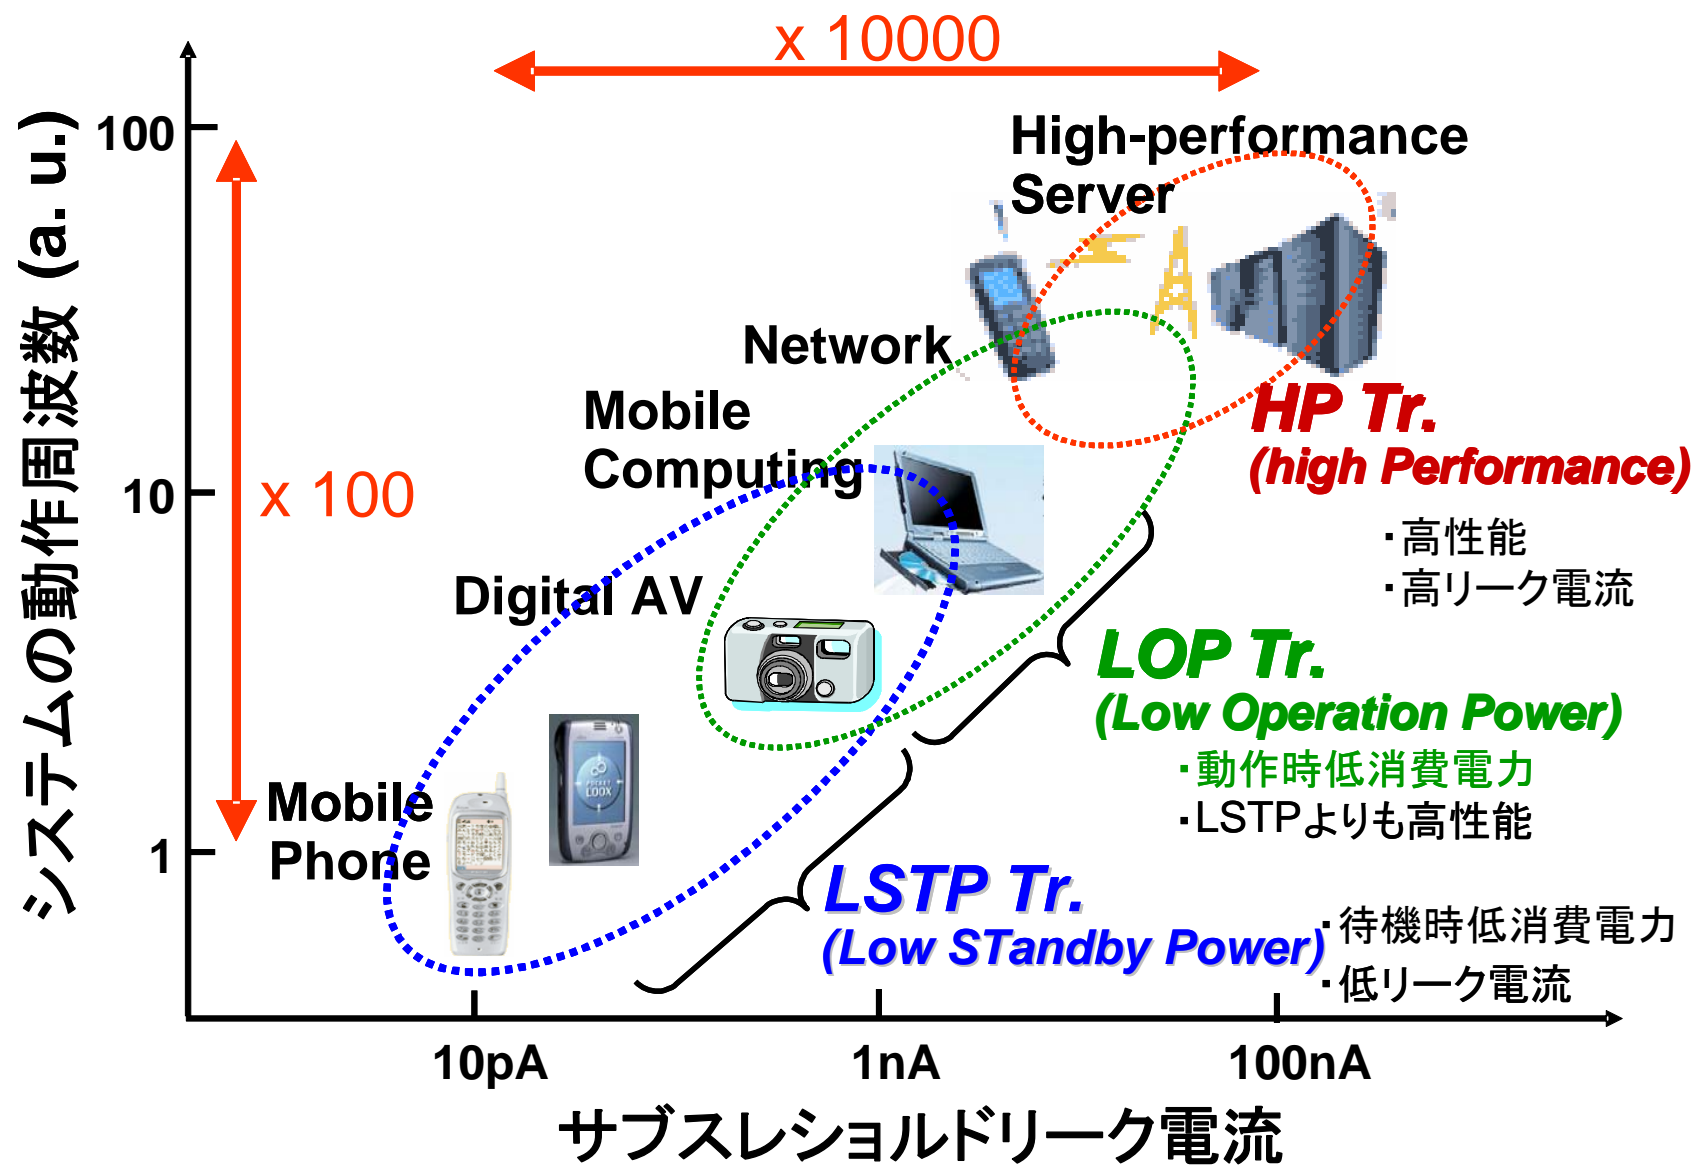 x 10000
システムの動作周波数 (a. u.)
100
High-performance
Server
Network
Mobile
Computing
HP Tr.
(high Performance)
10
x 100
・高性能
・高リーク電流
Digital AV
LOP Tr.
(Low Operation Power)
・動作時低消費電力
・LSTPよりも高性能
POCKET
LOOX
Mobile
Phone
1
LSTP Tr.
(Low STandby Power)
・待機時低消費電力
・低リーク電流
10pA
1nA
100nA
サブスレショルドリーク電流